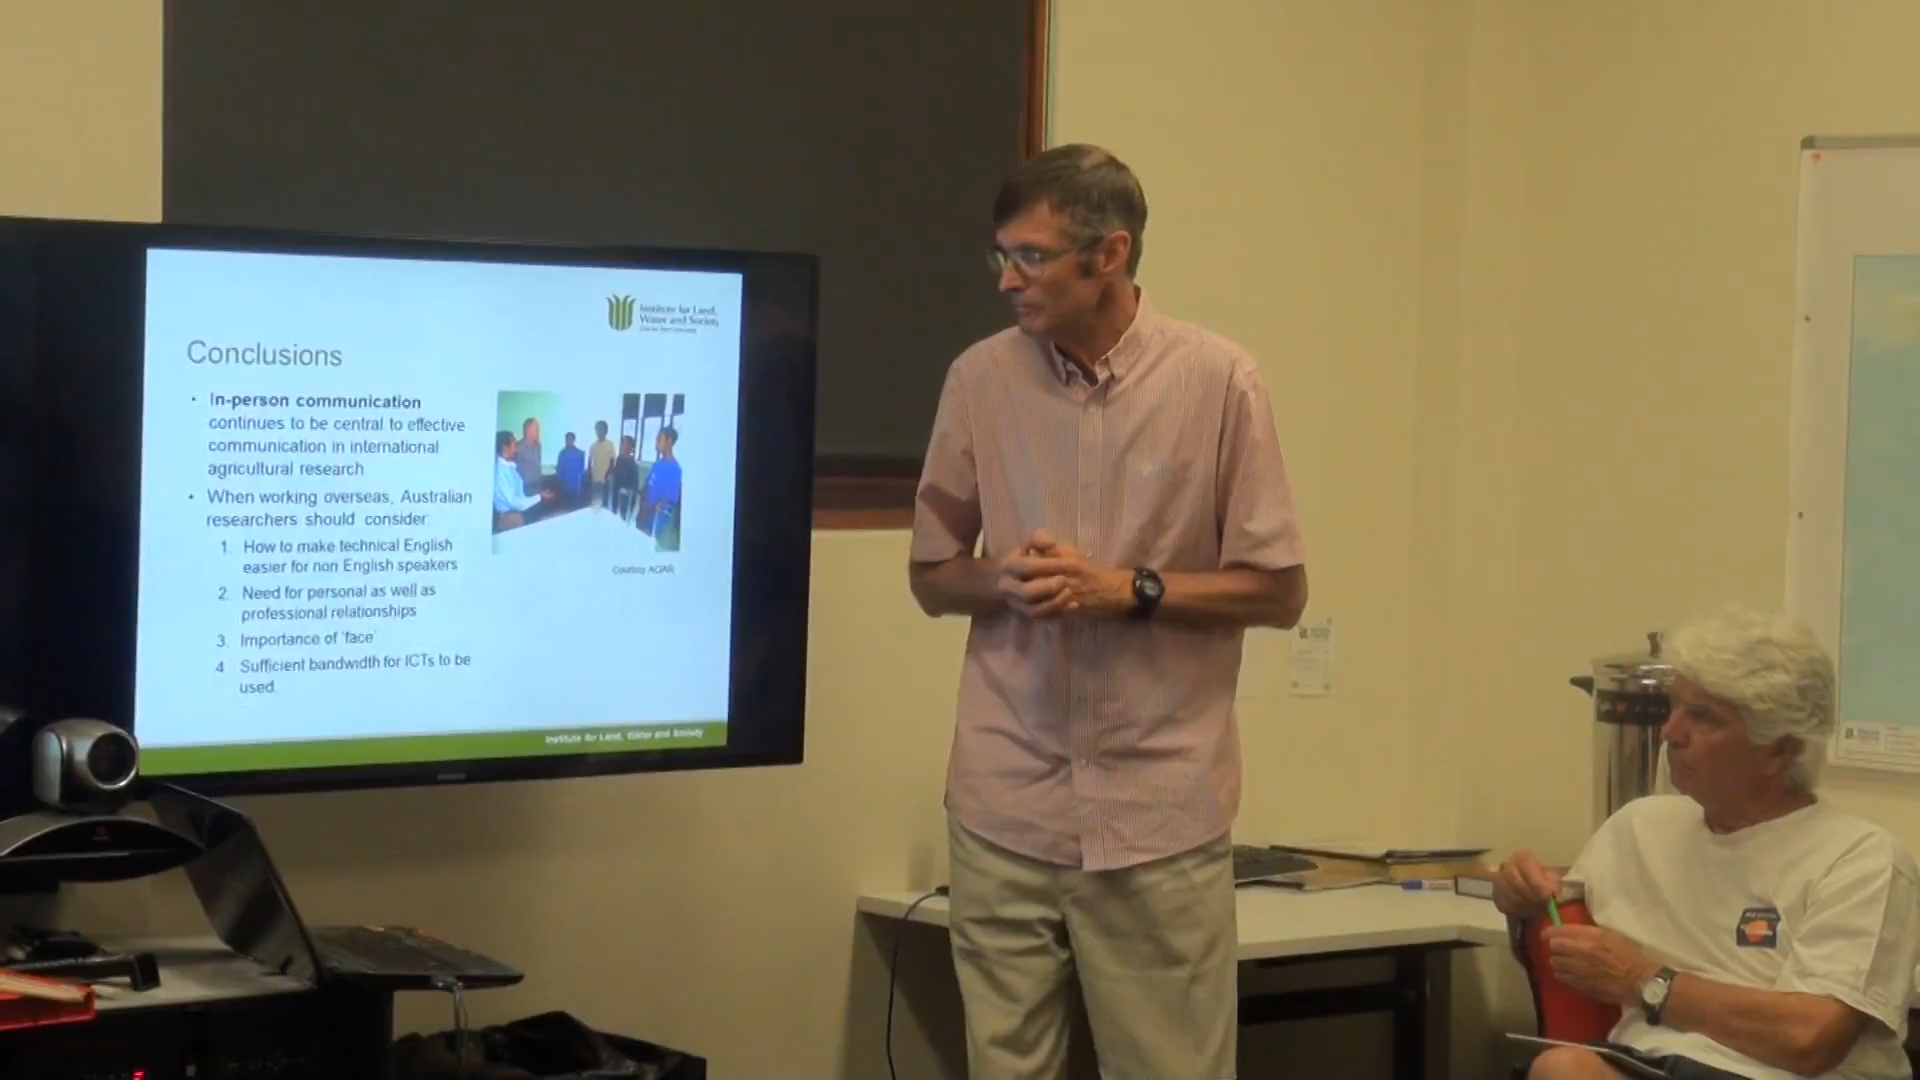 Institute for Land,
Water and Society
Charles Sturt University
Conclusions
• In-person communication
continues to be central to effective
communication in international
agricultural research
• When working overseas, Australian
researchers should consider:
1. How to make technical English
easier for non English speakers
2. Need for personal as well as
professional relationships
3. Importance of 'face'
4 Sufficient bandwidth for ICTs to be
used.
Courtesy ACIAR
Institute for Land, Water and Society